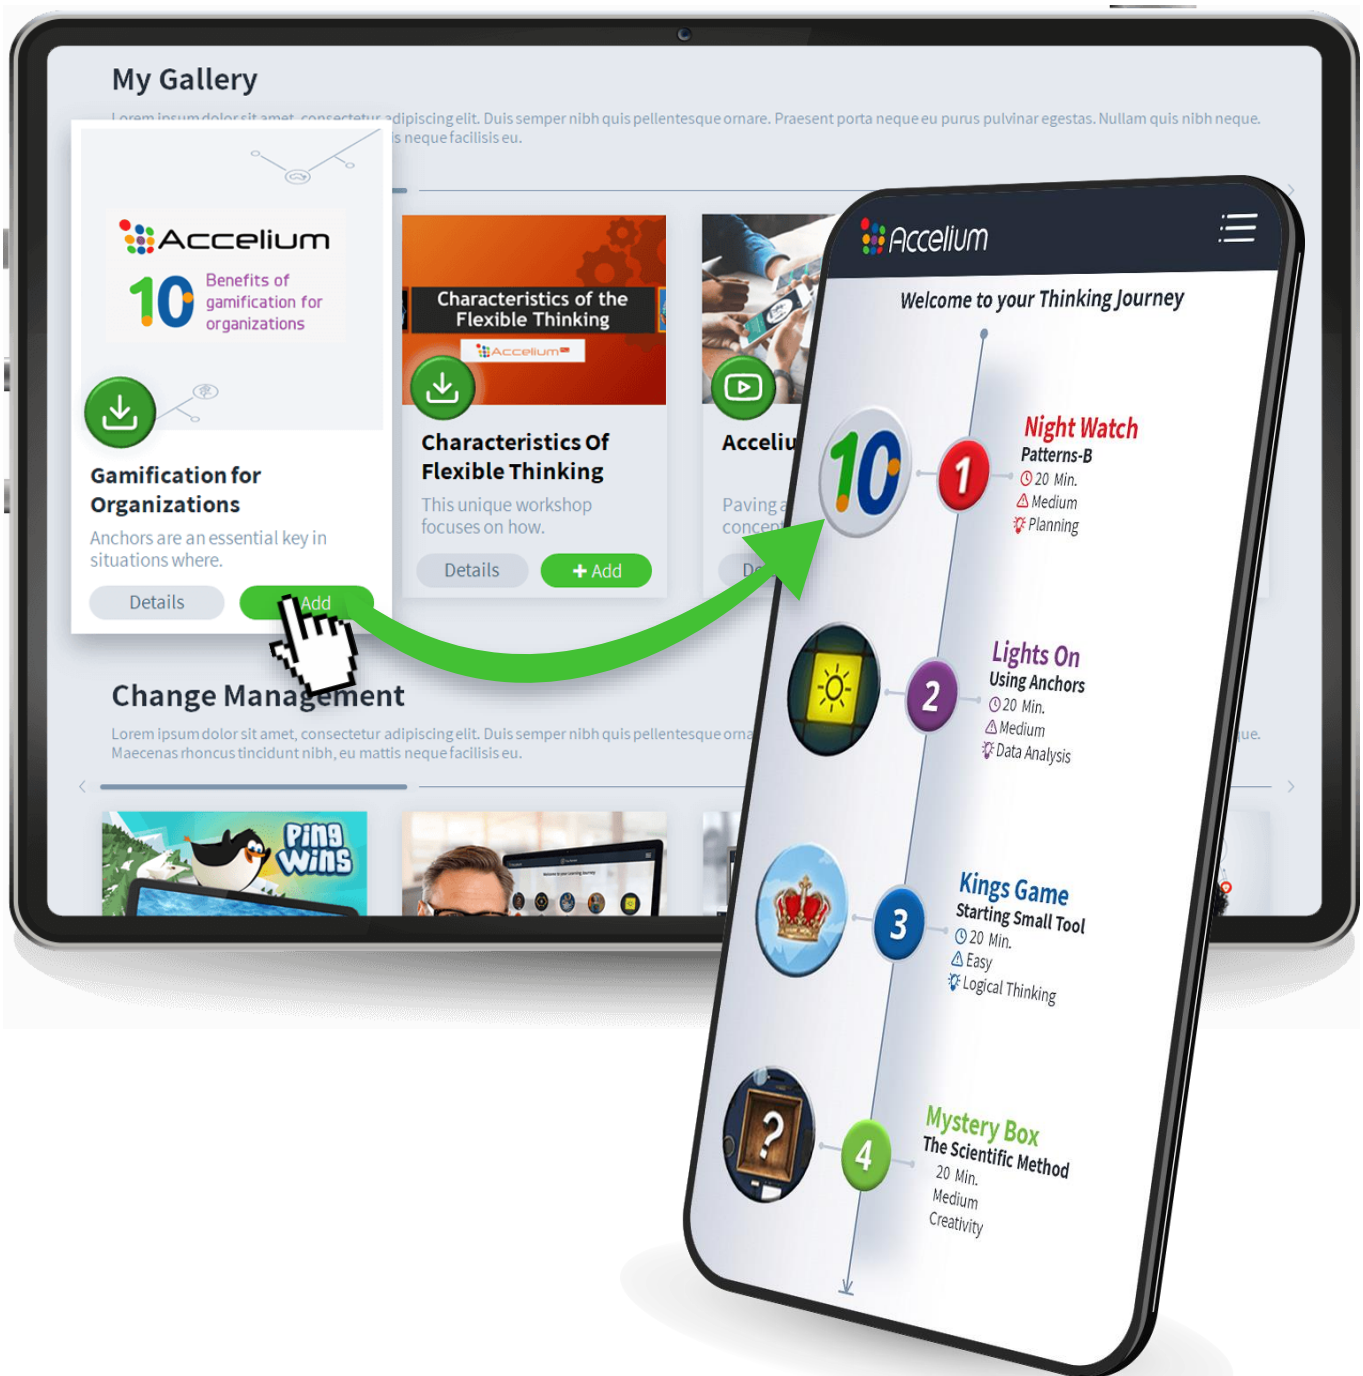 My Gallery
Lorem ipsum dolor sit amet, consectetur adipiscing elit. Duis semper nibh quis pellentesque ornare. Praesent porta neque eu purus pulvinar egestas. Nullam quis nibh neque.
is neque facilisis eu.
Accelium
10
Benefits of
gamification for
organizations
Gamification for
Organizations
Anchors are an essential key in
situations where.
Details
Add
Characteristics of the
Flexible Thinking
Accelium
Characteristics Of
Flexible Thinking
This unique workshop
focuses on how.
Details
+ Add
Acceliu
Paving a
concept
De
Change Management
Lorem ipsum dolor sit amet, consectetur adipiscing elit. Duis semper nibh quis pellentesque orna
que.
Maecenas rhoncus tincidunt nibh, eu mattis neque facilisis eu.
Ping
Wins
Accelium
Welcome to your Thinking Journey
10
1
Night Watch
Patterns-B
20 Min.
Medium
Planning
2
Lights On
Using Anchors
20 Min.
Medium
Data Analysis
3
Kings Game
Starting Small Tool
20 Min.
Easy
Logical Thinking
?
4
Mystery Box
The Scientific Method
20 Min.
Medium
Creativity